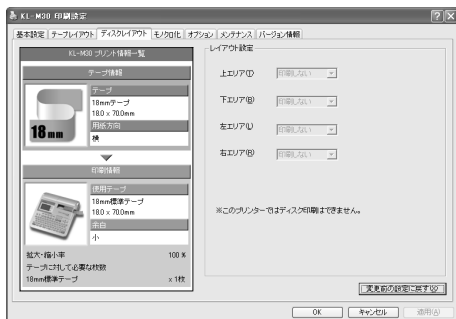 KL-M30 印刷設定
基本設定 テープレイアウト ディスクレイアウト モノクロ化 オプション メンテナンス バージョン情報
KL-M30 プリント情報一覧
テープ情報
テープ
18mmテープ
18.0 x 70.0mm
用紙方向
横
18mm
印刷情報
使用テープ
18mm標準テープ
18.0 x 70.0mm
余白
小
拡大・縮小率 100 %
テープに対して必要な枚数
18mm標準テープ x 1枚
レイアウト設定
上エリア(T) 印刷しない
下エリア(B) 印刷しない
左エリア(L) 印刷しない
右エリア(R) 印刷しない
※このプリンターではディスク印刷はできません。
変更前の設定に戻す(Z)
OK キャンセル 適用(A)